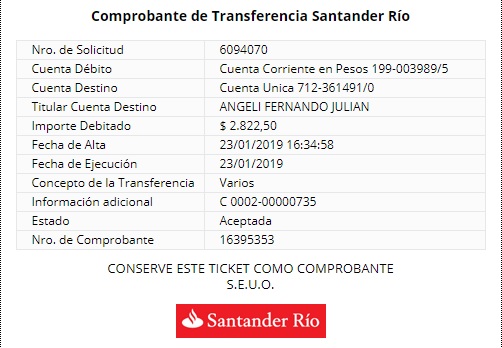 Comprobante de Transferencia Santander Río
Nro. de Solicitud 6094070
Cuenta Débito Cuenta Corriente en Pesos 199-003989/5
Cuenta Destino Cuenta Unica 712-361491/0
Titular Cuenta Destino ANGELI FERNANDO JULIAN
Importe Debitado $ 2.822,50
Fecha de Alta 23/01/2019 16:34:58
Fecha de Ejecución 23/01/2019
Concepto de la Transferencia Varios
Información adicional C 0002-00000735
Estado Aceptada
Nro. de Comprobante 16395353
CONSERVE ESTE TICKET COMO COMPROBANTE
S.E.U.O.
Santander Río